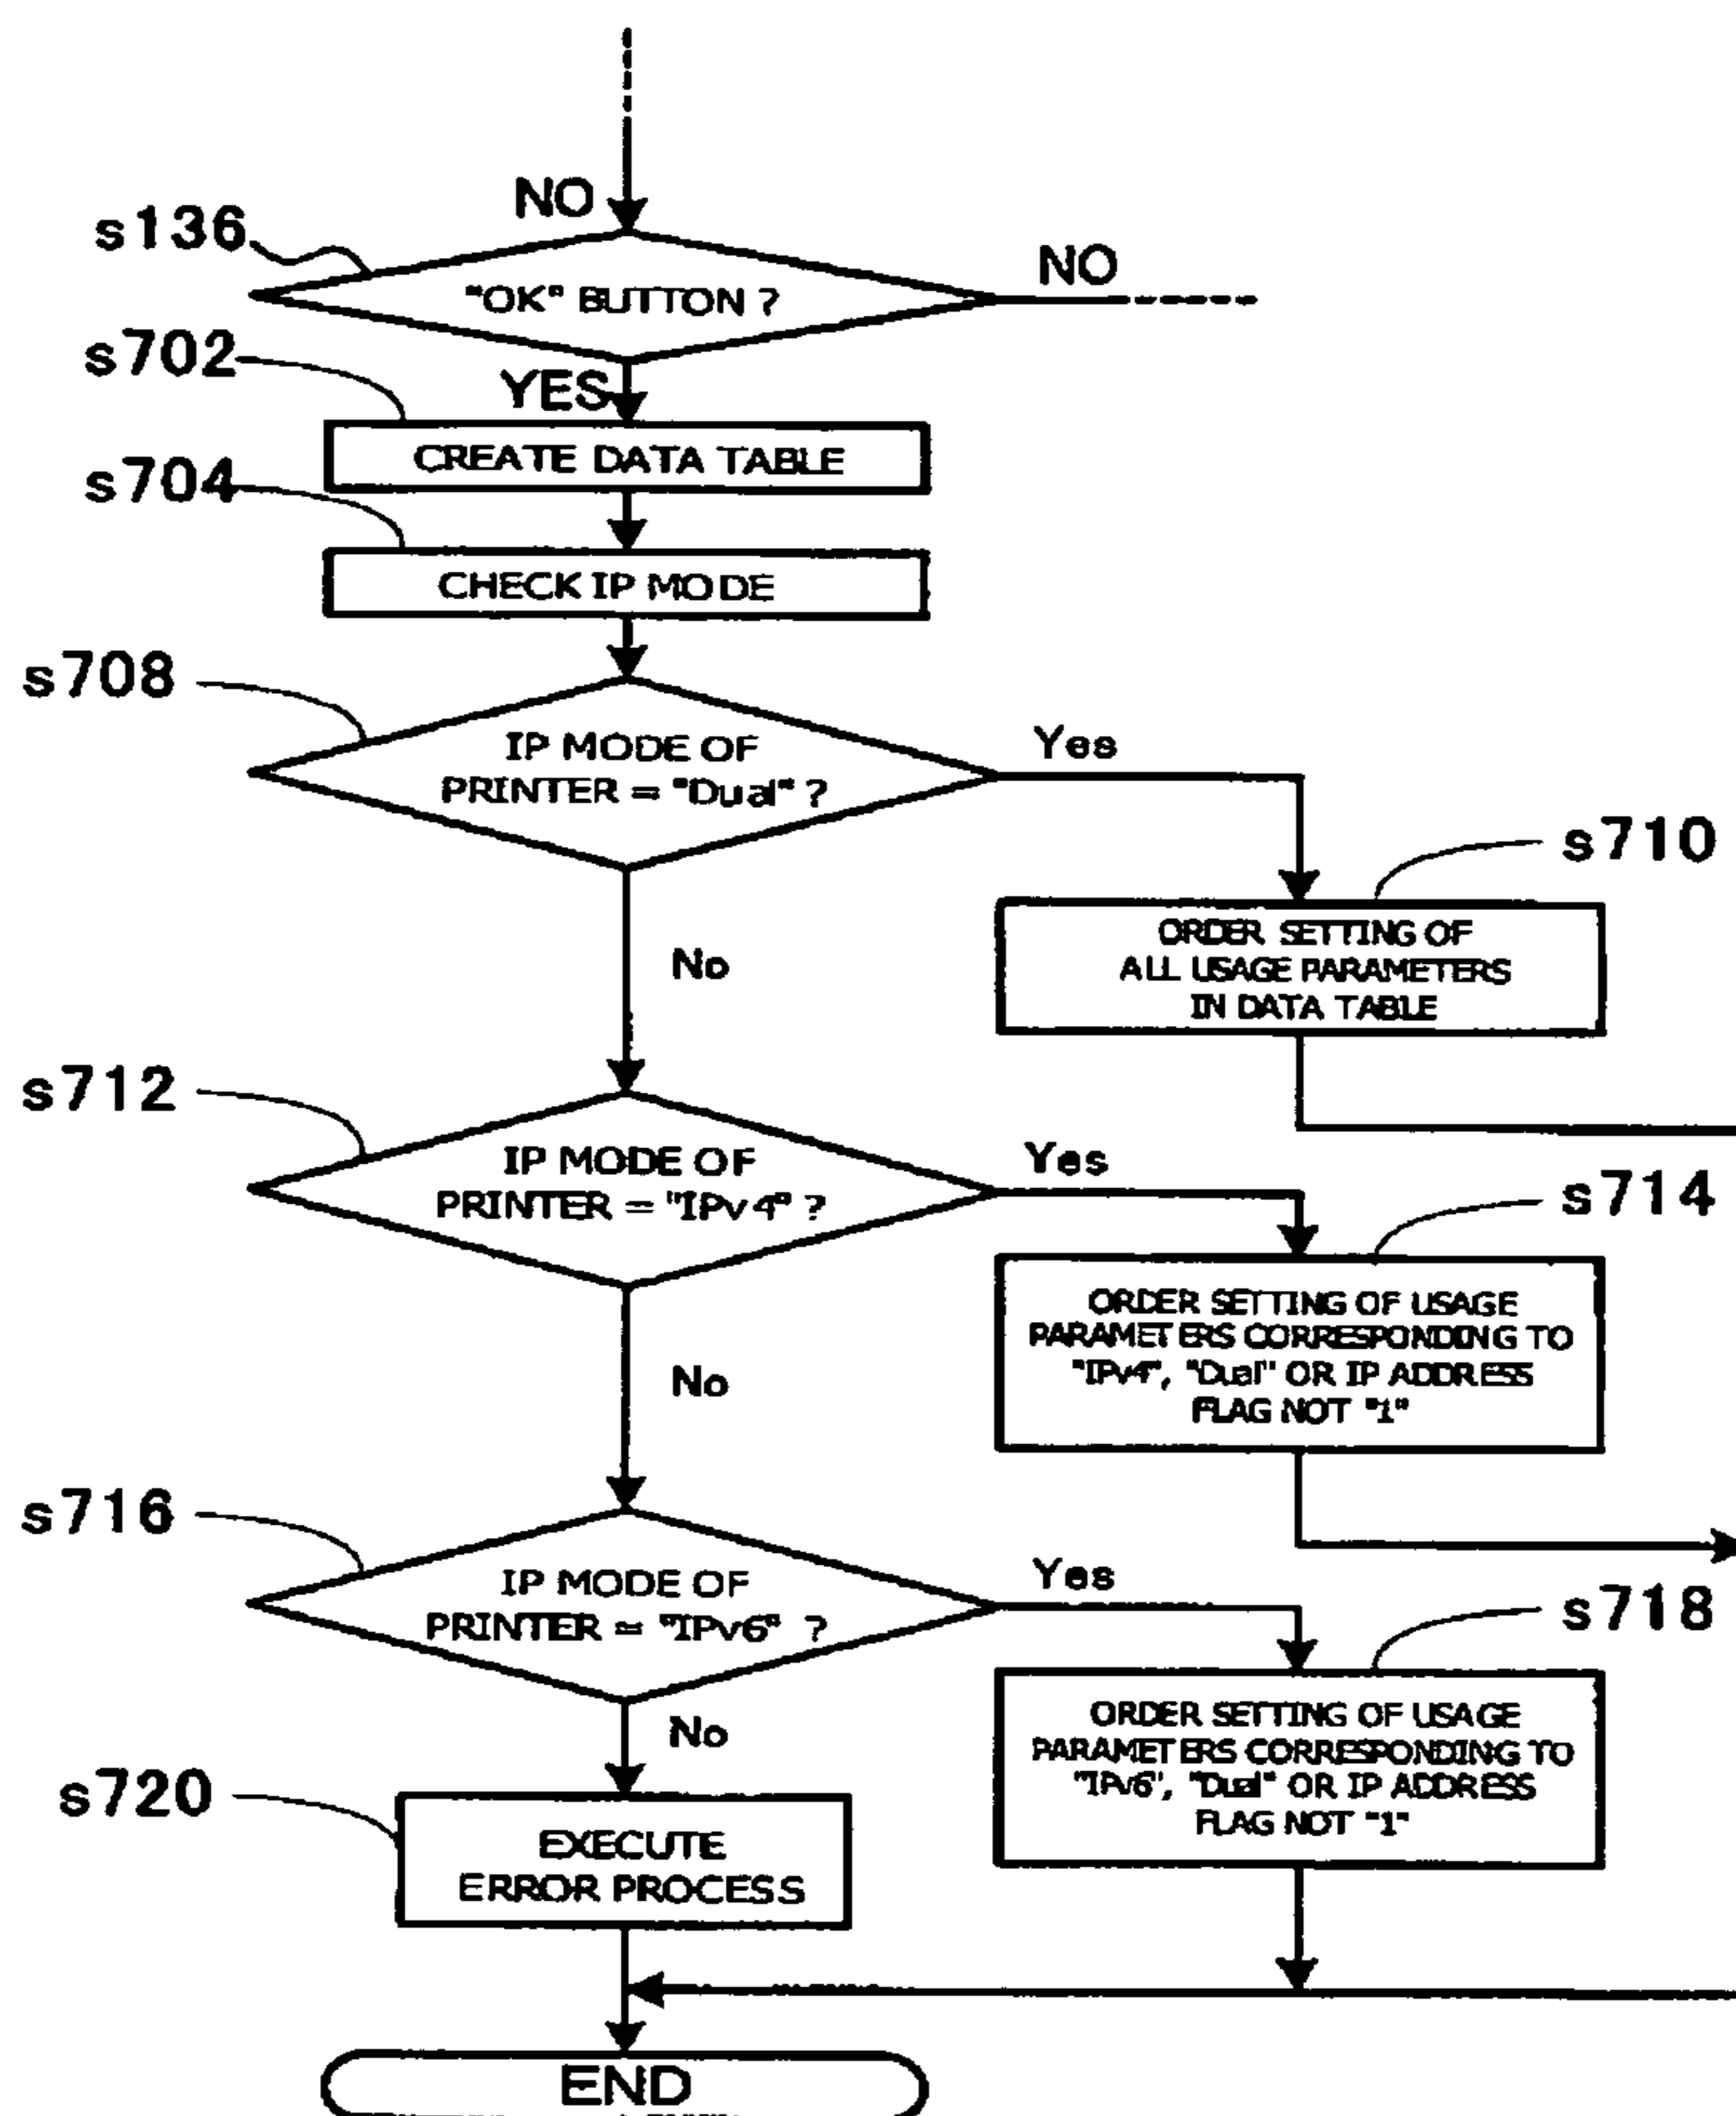 NO
s136
"OK" BUTTON ?
NO
s702
YES
CREATE DATA TABLE
s704
CHECK IP MODE
s708
IP MODE OF
PRINTER = "Dual" ?
Yes
s710
No
ORDER SETTING OF
ALL USAGE PARAMETERS
IN DATA TABLE
s712
IP MODE OF
PRINTER = "IPv4" ?
Yes
s714
No
ORDER SETTING OF USAGE
PARAMETERS CORRESPONDING TO
"IPv4", "Dual" OR IP ADDRESS
FLAG NOT "1"
s716
IP MODE OF
PRINTER = "IPv6" ?
Yes
s718
No
ORDER SETTING OF USAGE
PARAMETERS CORRESPONDING TO
"IPv6", "Dual" OR IP ADDRESS
FLAG NOT "1"
s720
EXECUTE
ERROR PROCESS
END